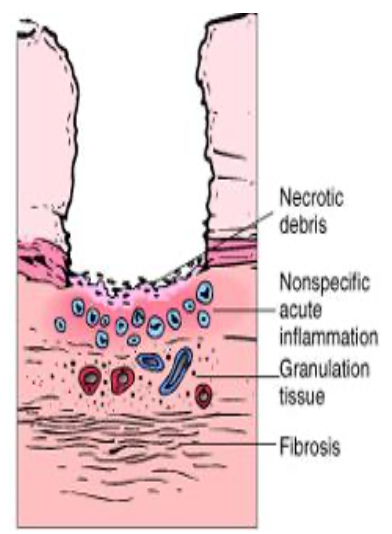 Necrotic
debris
Nonspecific
acute
inflammation
Granulation
tissue
Fibrosis